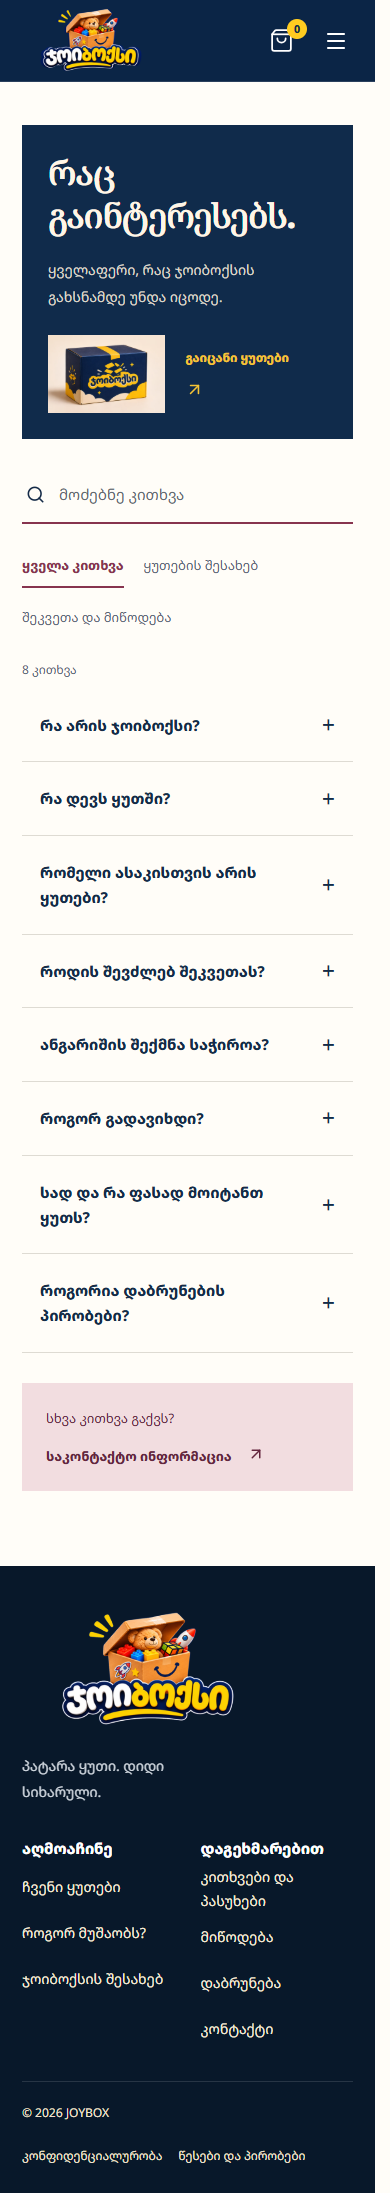 ჯოიბოქსი
0
რაც
გაინტერესებს.
ყველაფერი, რაც ჯოიბოქსის
გახსნამდე უნდა იცოდე.
ჯოიბოქსი
გაიცანი ყუთები
მოძებნე კითხვა
ყველა კითხვა
ყუთების შესახებ
შეკვეთა და მიწოდება
8 კითხვა
რა არის ჯოიბოქსი?
რა დევს ყუთში?
რომელი ასაკისთვის არის
ყუთები?
როდის შევძლებ შეკვეთას?
ანგარიშის შექმნა საჭიროა?
როგორ გადავიხდი?
სად და რა ფასად მოიტანთ
ყუთს?
როგორია დაბრუნების
პირობები?
სხვა კითხვა გაქვს?
საკონტაქტო ინფორმაცია
ჯოიბოქსი
პატარა ყუთი. დიდი
სიხარული.
აღმოაჩინე
ჩვენი ყუთები
როგორ მუშაობს?
ჯოიბოქსის შესახებ
დაგეხმარებით
კითხვები და
პასუხები
მიწოდება
დაბრუნება
კონტაქტი
© 2026 JOYBOX
კონფიდენციალურობა
წესები და პირობები